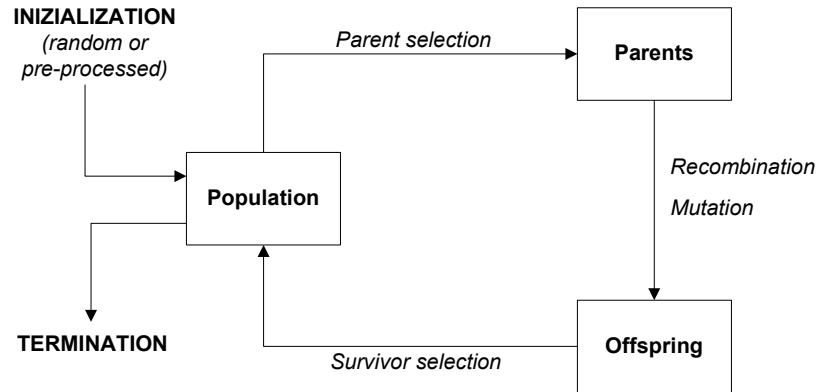 INIZIALIZATION
(random or
pre-processed)
Parent selection
Parents
Recombination
Mutation
Population
TERMINATION
Survivor selection
Offspring